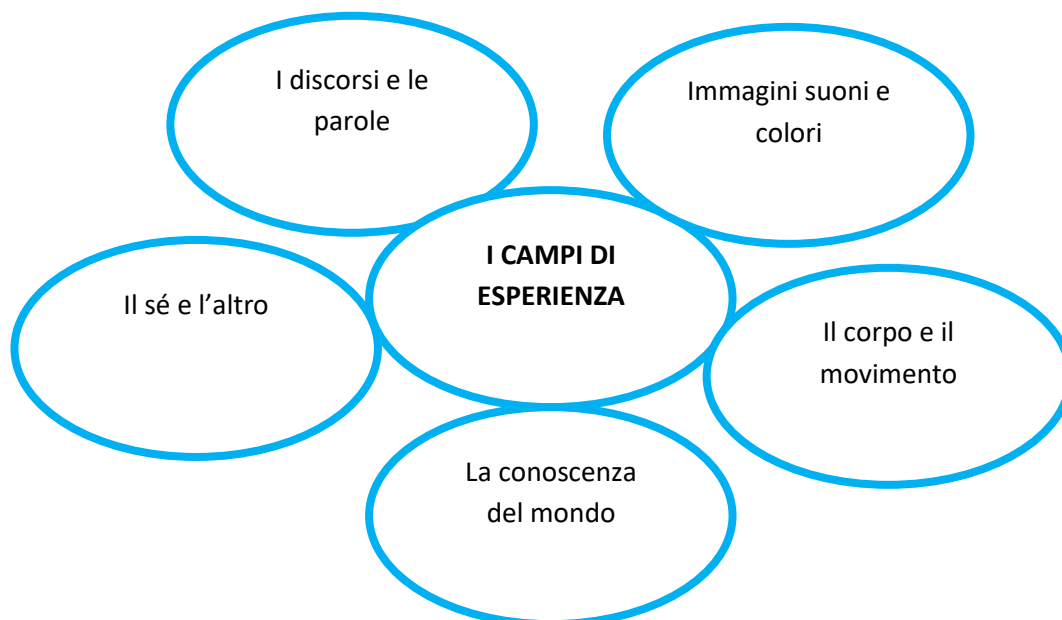 I discorsi e le
parole
Immagini suoni e
colori
I CAMPI DI
ESPERIENZA
Il sé e l’altro
Il corpo e il
movimento
La conoscenza
del mondo